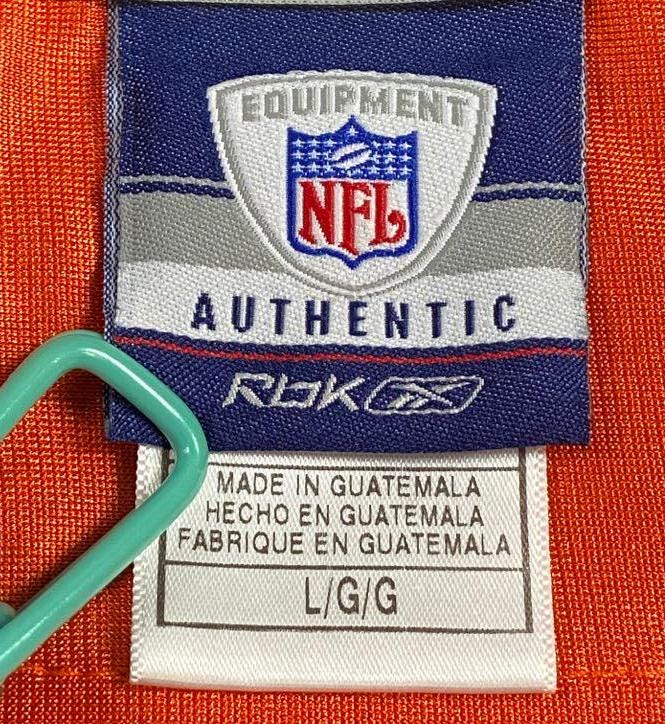 EQUIPMENT
NFL
AUTHENTIC
Rbk
MADE IN GUATEMALA
HECHO EN GUATEMALA
FABRIQUE EN GUATEMALA
L/G/G